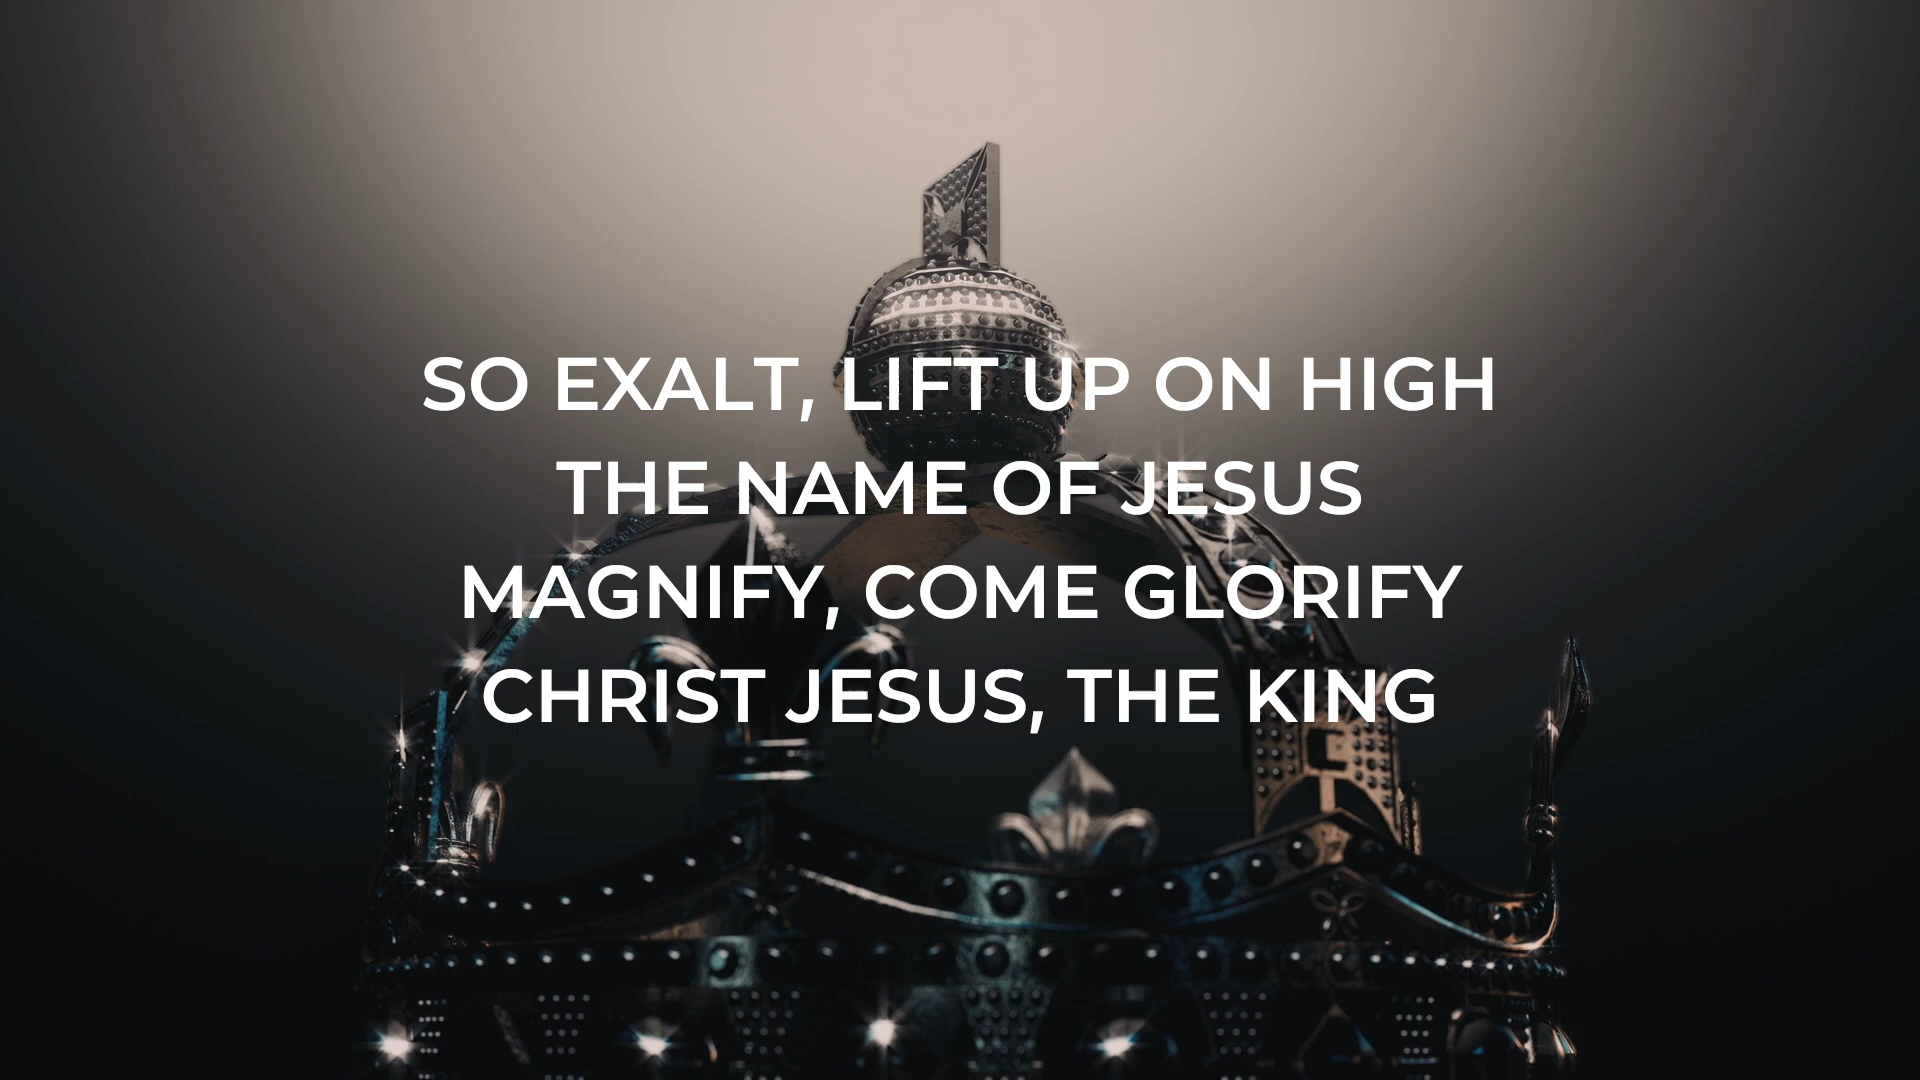 SO EXALT, LIFT UP ON HIGH
THE NAME OF JESUS
MAGNIFY, COME GLORIFY
CHRIST JESUS, THE KING